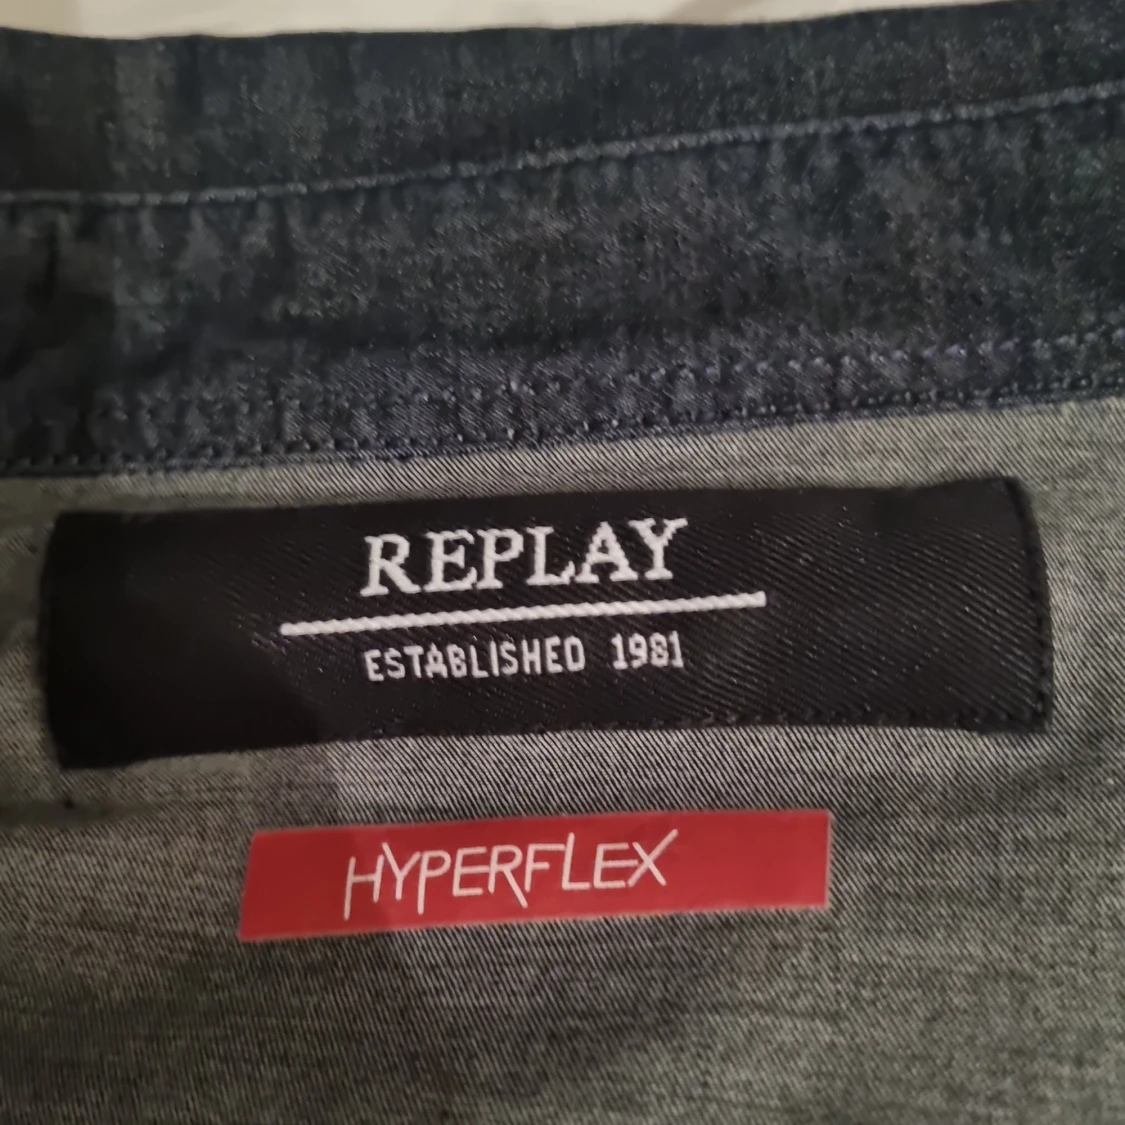 REPLAY
ESTABLISHED 1981
HYPERFLEX